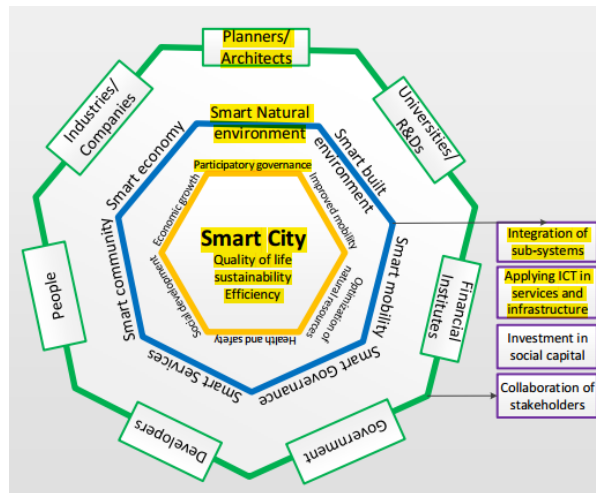 Planners/
Architects
Industries/
Companies
Universities/
R&Ds
Smart Natural
environment
Smart economy
Smart built
environment
Participatory governance
Economic growth
Improved mobility
Smart City
Quality of life
sustainability
Efficiency
Integration of
sub-systems
Applying ICT in
services and
infrastructure
Investment in
social capital
Collaboration of
stakeholders
People
Smart community
Social development
Optimization of
natural resources
Smart mobility
Financial
Institutes
Health and safety
Smart Services
Smart Governance
Developers
Government